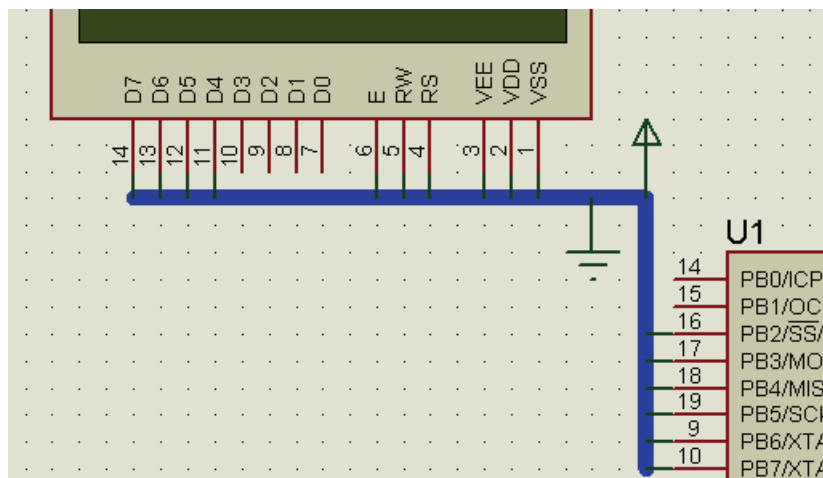 D7 D6 D5 D4 D3 D2 D1 D0 E RW RS VEE VDD VSS
14 13 12 11 10 9 8 7 6 5 4 3 2 1
U1
14 PB0/ICP
15 PB1/OC
16 PB2/SS/
17 PB3/MO
18 PB4/MIS
19 PB5/SCK
9 PB6/XTA
10 PB7/XTA